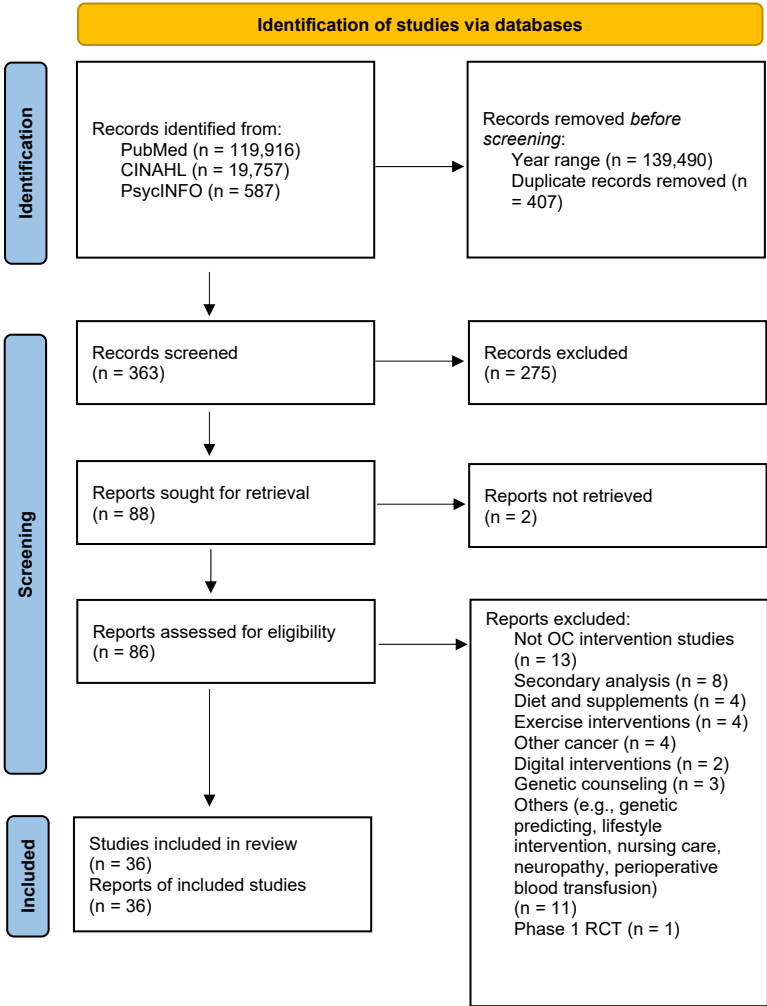 Identification of studies via databases
Identification
Records identified from:
PubMed (n = 119,916)
CINAHL (n = 19,757)
PsycINFO (n = 587)
Records removed before
screening:
Year range (n = 139,490)
Duplicate records removed (n
= 407)
Screening
Records screened
(n = 363)
Records excluded
(n = 275)
Reports sought for retrieval
(n = 88)
Reports not retrieved
(n = 2)
Reports assessed for eligibility
(n = 86)
Reports excluded:
Not OC intervention studies
(n = 13)
Secondary analysis (n = 8)
Diet and supplements (n = 4)
Exercise interventions (n = 4)
Other cancer (n = 4)
Digital interventions (n = 2)
Genetic counseling (n = 3)
Others (e.g., genetic
predicting, lifestyle
intervention, nursing care,
neuropathy, perioperative
blood transfusion)
(n = 11)
Phase 1 RCT (n = 1)
Included
Studies included in review
(n = 36)
Reports of included studies
(n = 36)